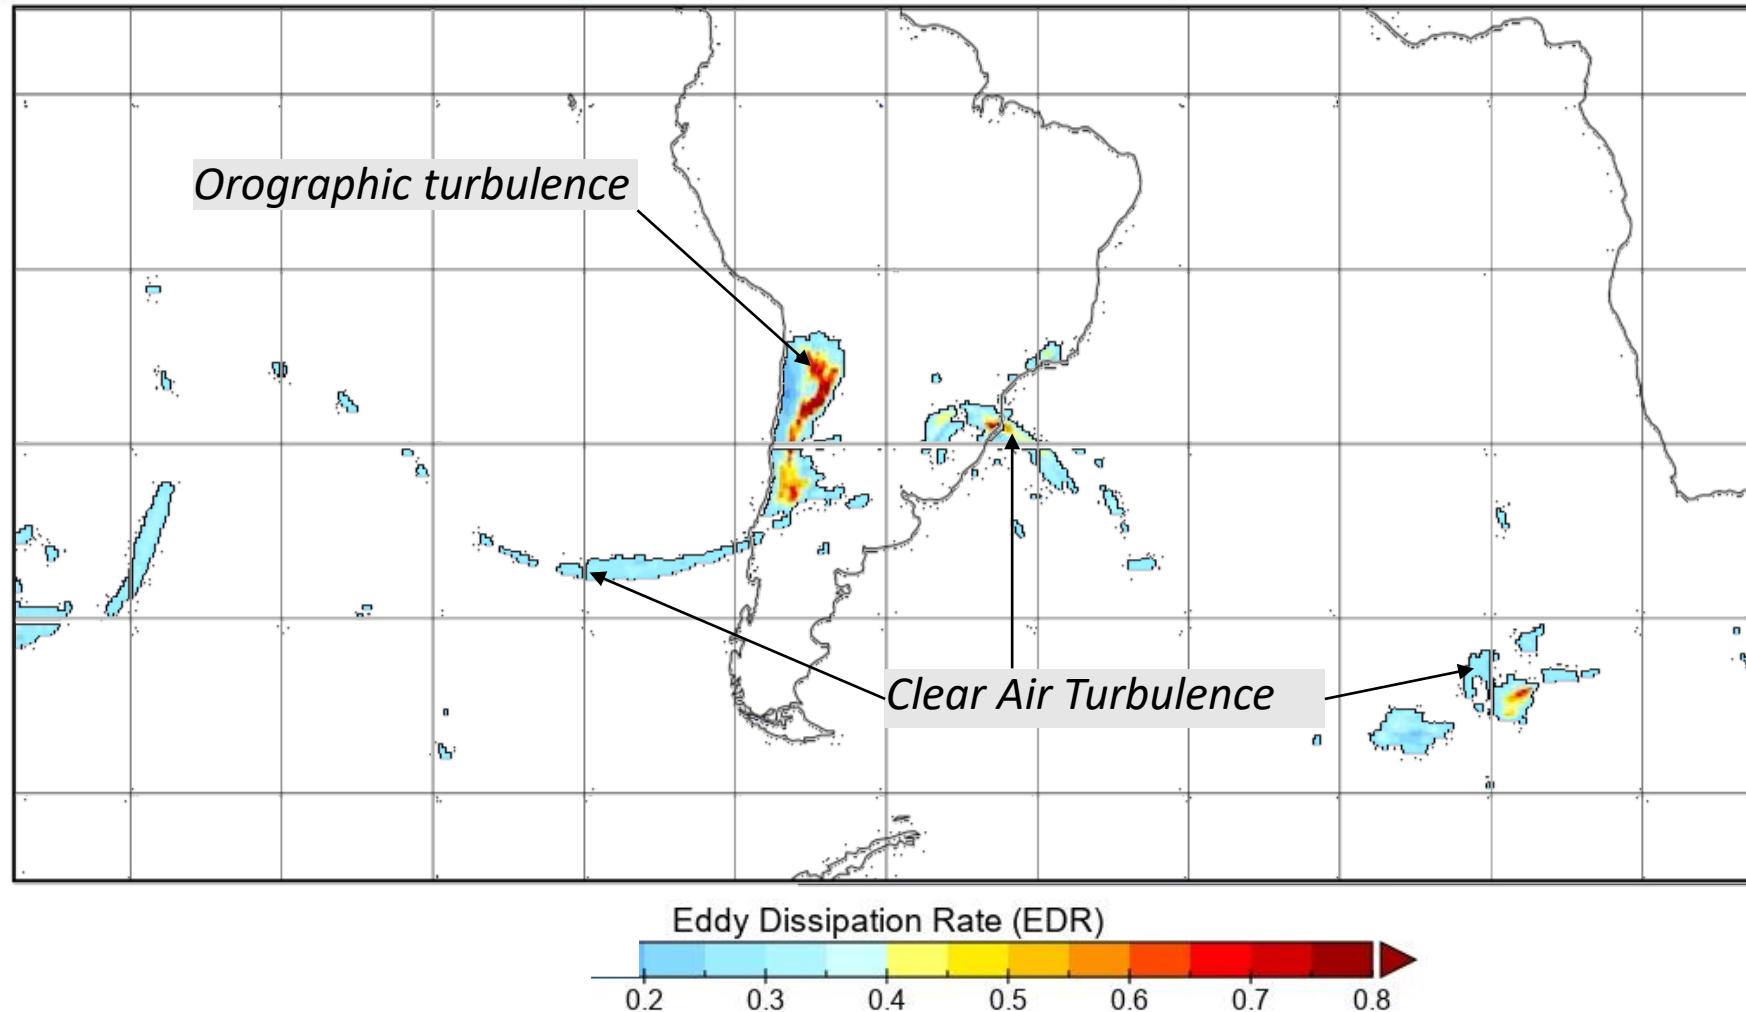 Orographic turbulence
Clear Air Turbulence
Eddy Dissipation Rate (EDR)
0.2 0.3 0.4 0.5 0.6 0.7 0.8